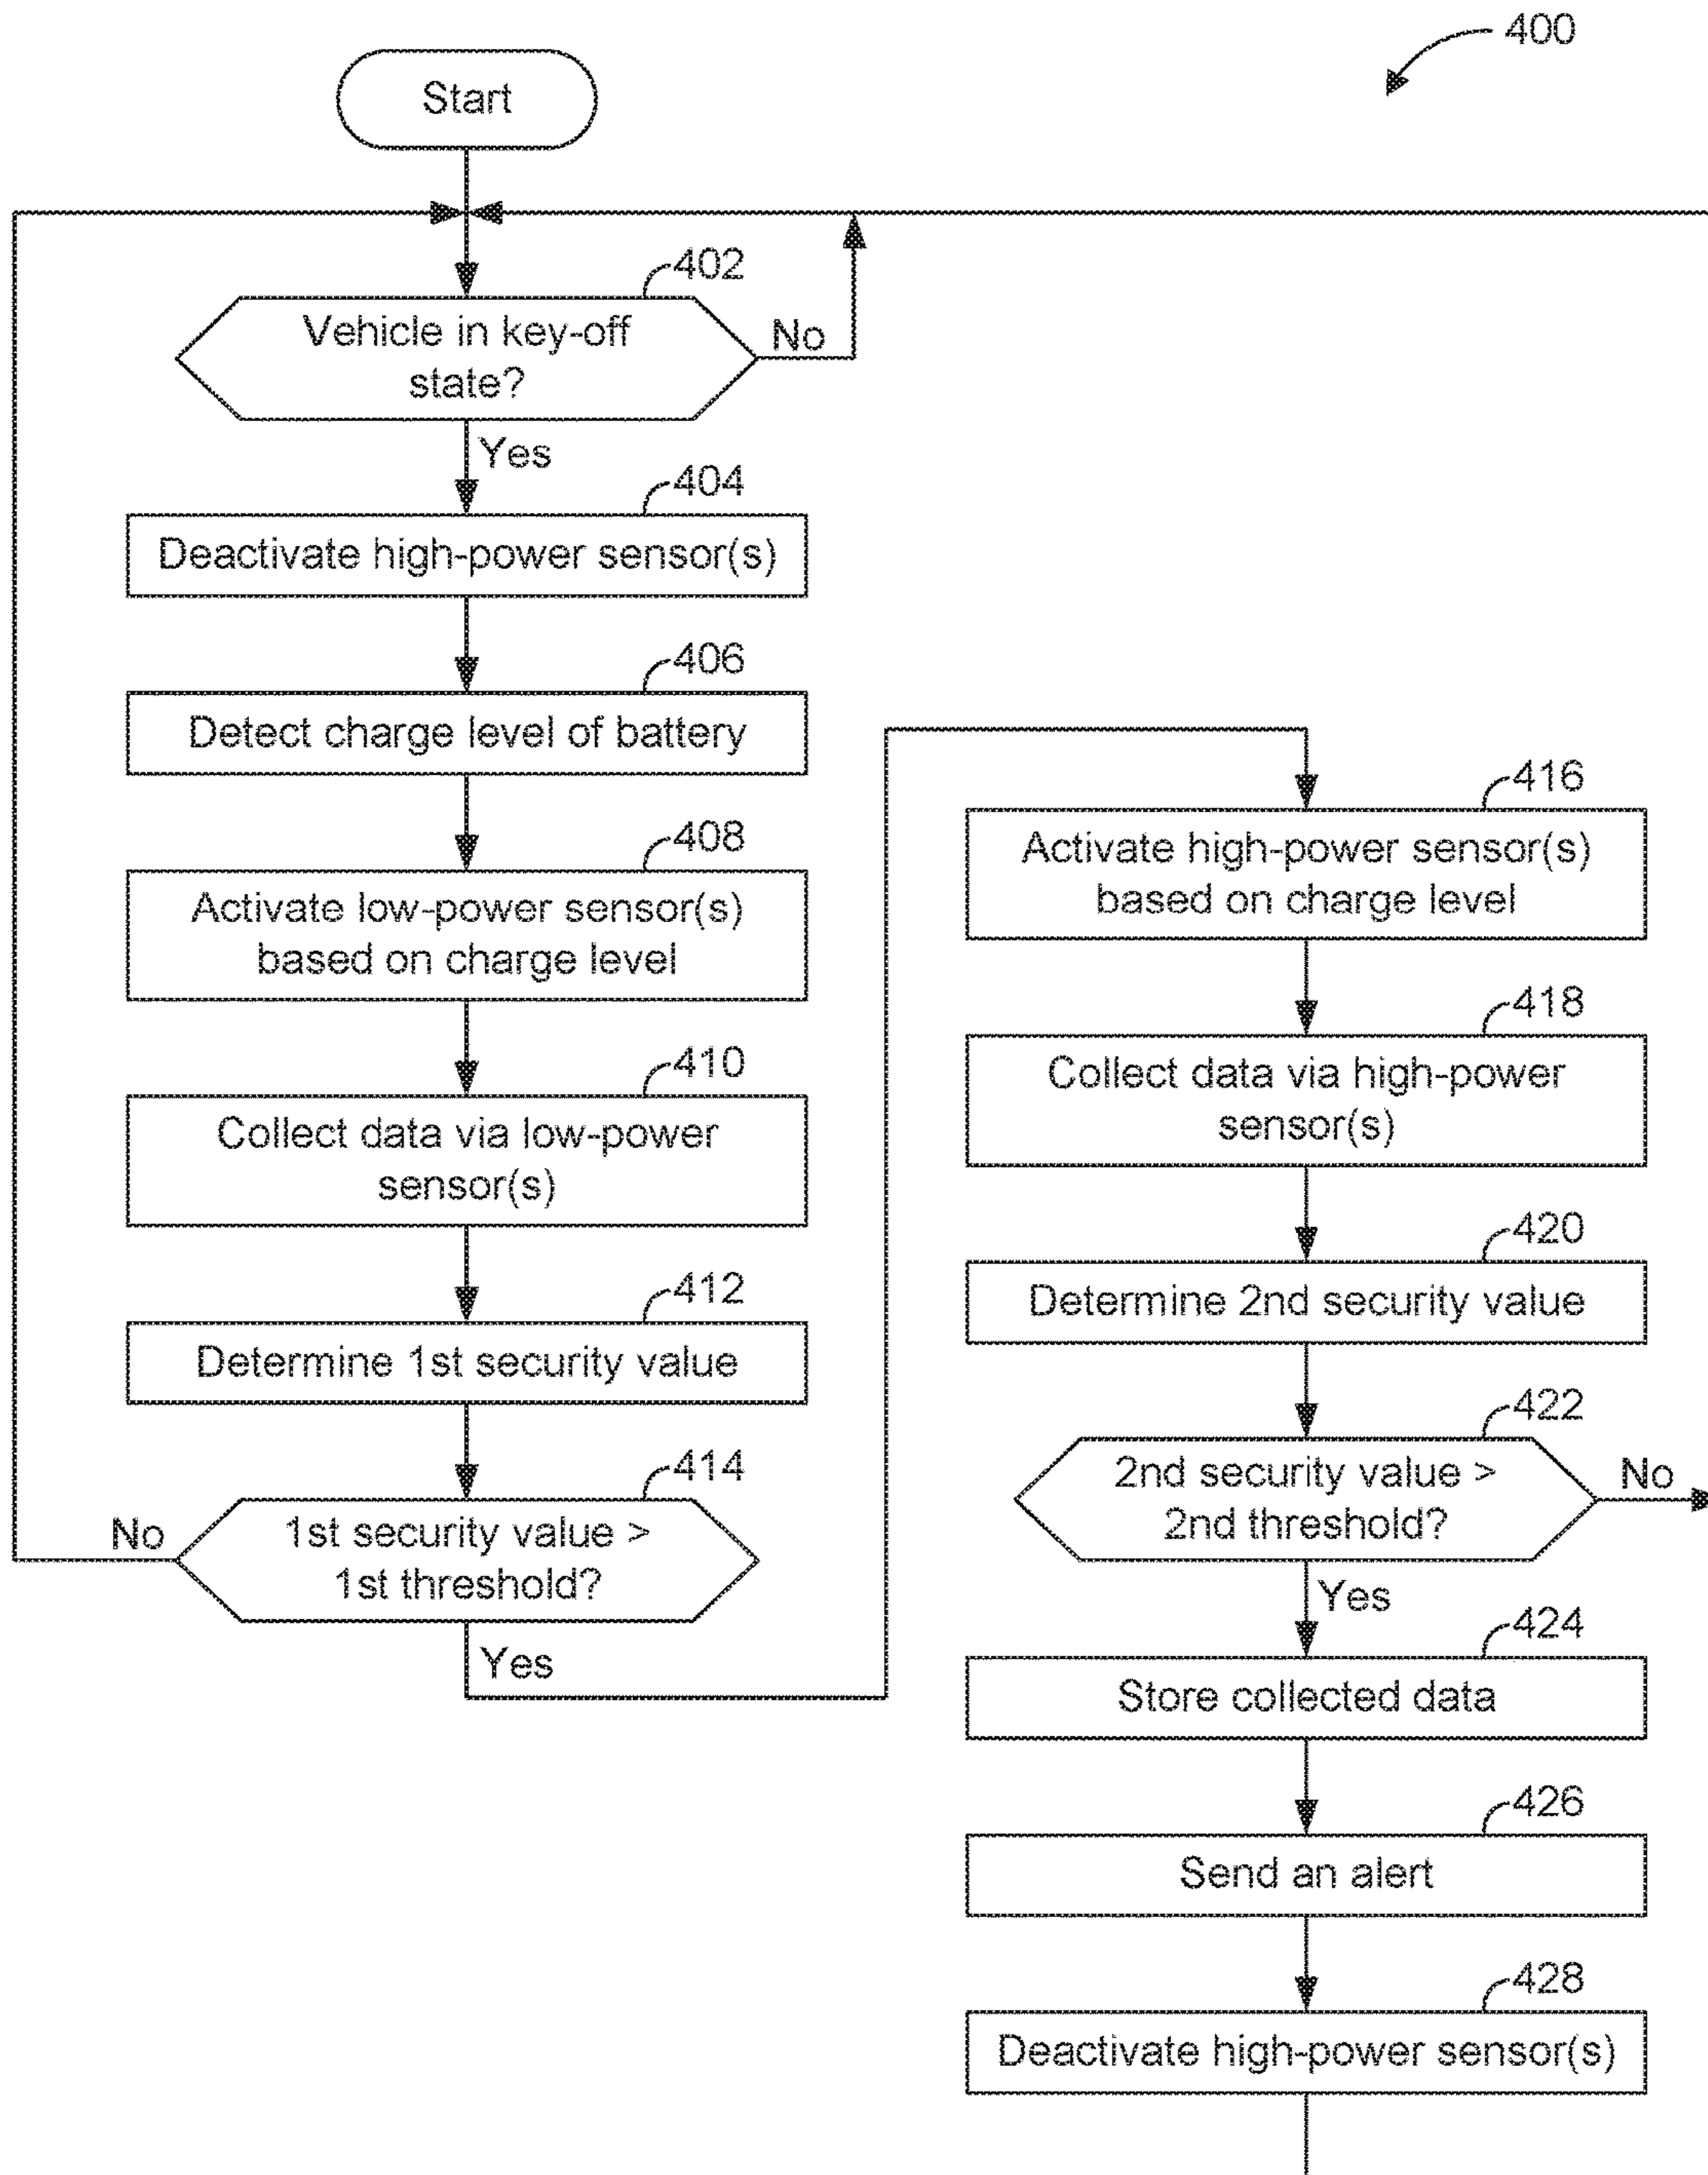 400
Start
402
Vehicle in key-off
state?
No
Yes
404
Deactivate high-power sensor(s)
406
Detect charge level of battery
408
Activate low-power sensor(s)
based on charge level
410
Collect data via low-power
sensor(s)
412
Determine 1st security value
414
1st security value >
1st threshold?
No
Yes
416
Activate high-power sensor(s)
based on charge level
418
Collect data via high-power
sensor(s)
420
Determine 2nd security value
422
2nd security value >
2nd threshold?
No
Yes
424
Store collected data
426
Send an alert
428
Deactivate high-power sensor(s)